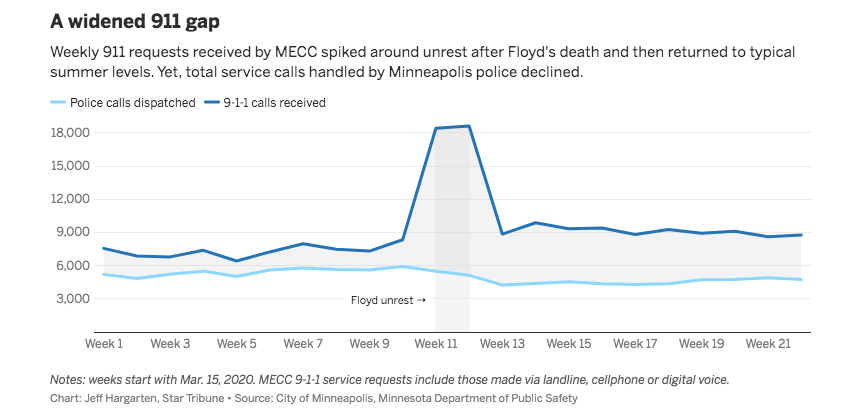 A widened 911 gap
Weekly 911 requests received by MECC spiked around unrest after Floyd's death and then returned to typical
summer levels. Yet, total service calls handled by Minneapolis police declined.
Police calls dispatched 9-1-1 calls received
18,000
15,000
12,000
9,000
6,000
3,000
Floyd unrest →
Week 1 Week 3 Week 5 Week 7 Week 9 Week 11 Week 13 Week 15 Week 17 Week 19 Week 21
Notes: weeks start with Mar. 15, 2020. MECC 9-1-1 service requests include those made via landline, cellphone or digital voice.
Chart: Jeff Hargarten, Star Tribune • Source: City of Minneapolis, Minnesota Department of Public Safety